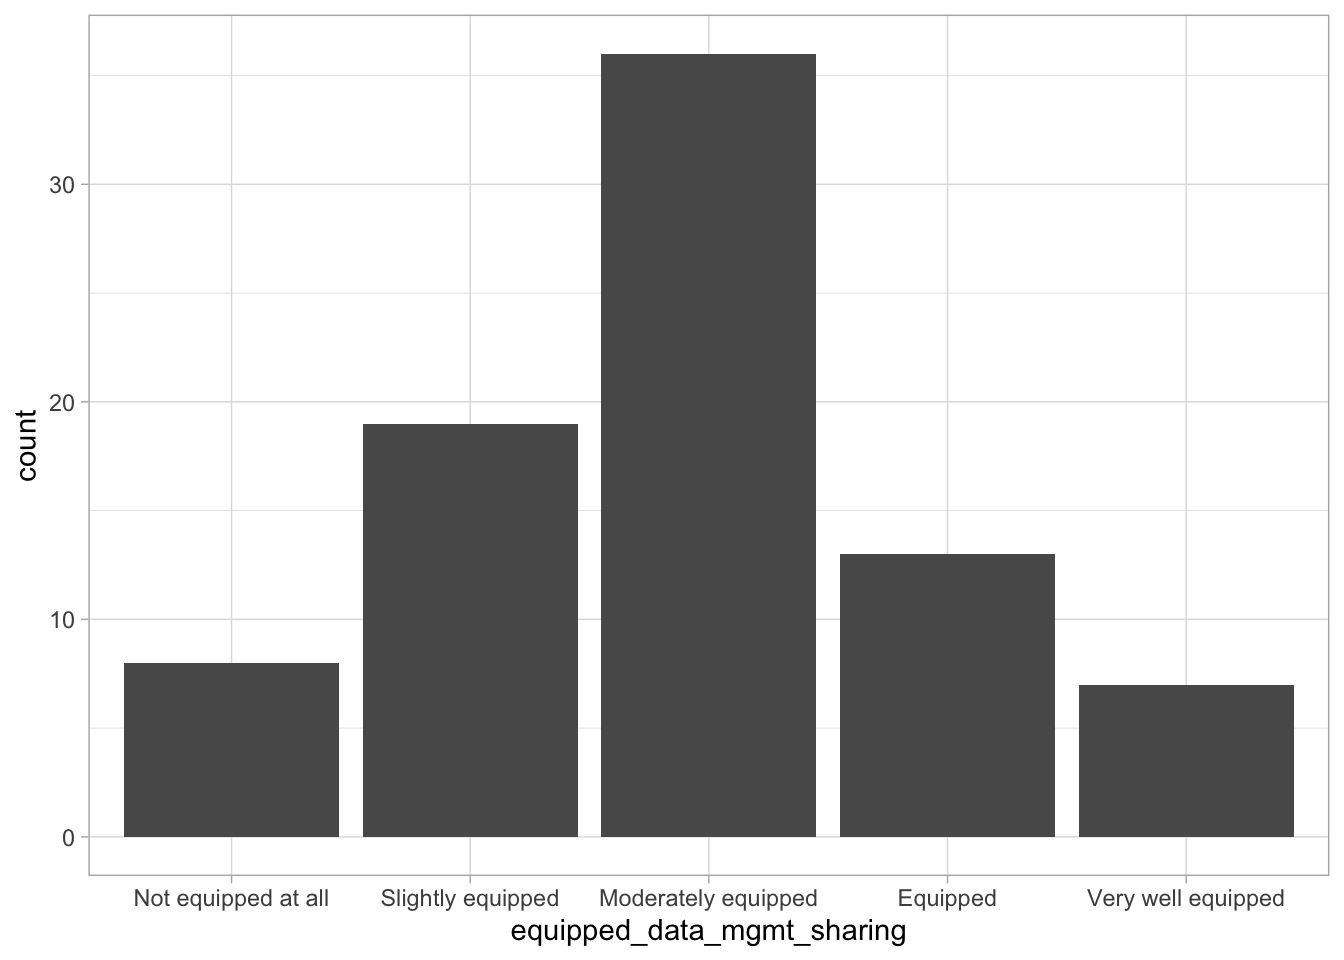 30
20
10
0
count
Not equipped at all
Slightly equipped
Moderately equipped
Equipped
Very well equipped
equipped_data_mgmt_sharing